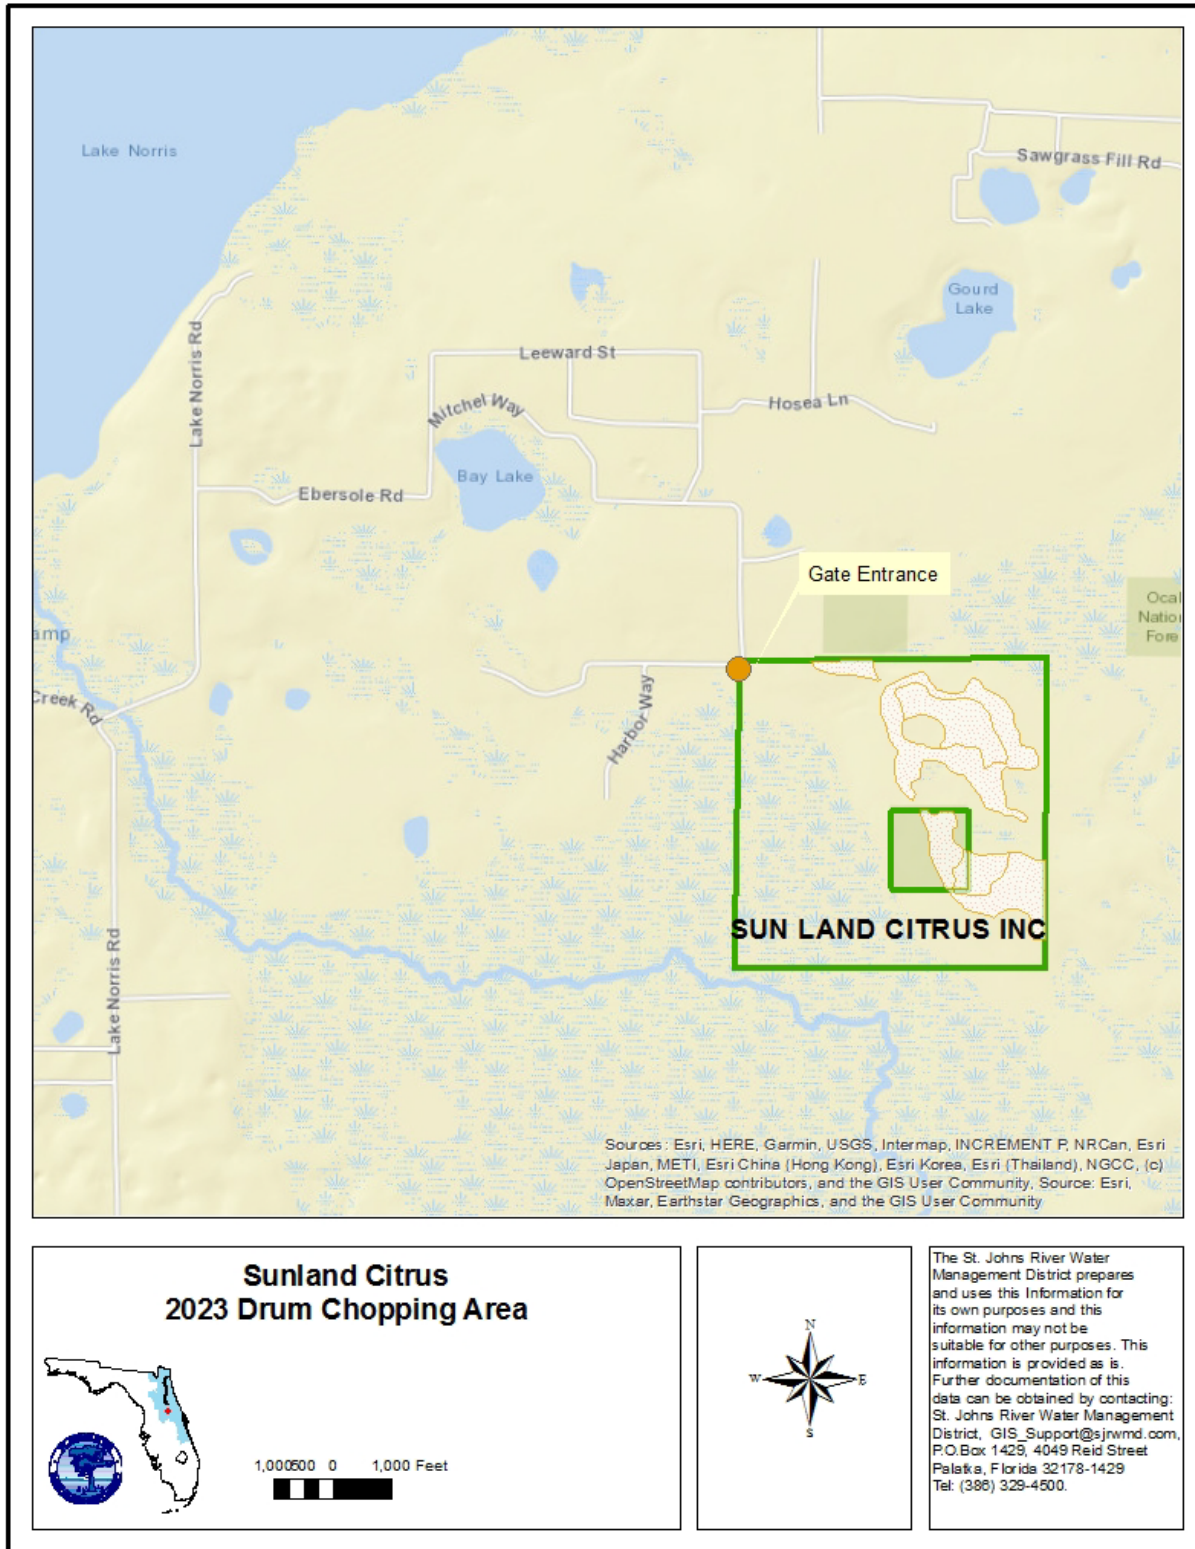 Lake Norris
Sawgrass Fill Rd
Gourd
Lake
Lake Norris Rd
Leeward St
Mitchel Way
Hosea Ln
Bay Lake
Ebersole Rd
Gate Entrance
Ocal
Nation
Fore
amp
Creek Rd
Harbor Way
SUN LAND CITRUS INC
Lake Norris Rd
Sources: Esri, HERE, Garmin, USGS, Intermap, INCREMENT P, NRCan, Esri
Japan, METI, Esri China (Hong Kong), Esri Korea, Esri (Thailand), NGCC, (c)
OpenStreetMap contributors, and the GIS User Community, Source: Esri,
Maxar, Earthstar Geographics, and the GIS User Community
Sunland Citrus
2023 Drum Chopping Area
1,000500 0 1,000 Feet
N
W E
S
The St. Johns River Water
Management District prepares
and uses this Information for
its own purposes and this
information may not be
suitable for other purposes. This
information is provided as is.
Further documentation of this
data can be obtained by contacting:
St. Johns River Water Management
District, GIS_Support@sjrwmd.com,
P.O.Box 1429, 4049 Reid Street
Palatka, Florida 32178-1429
Tel: (386) 329-4500.